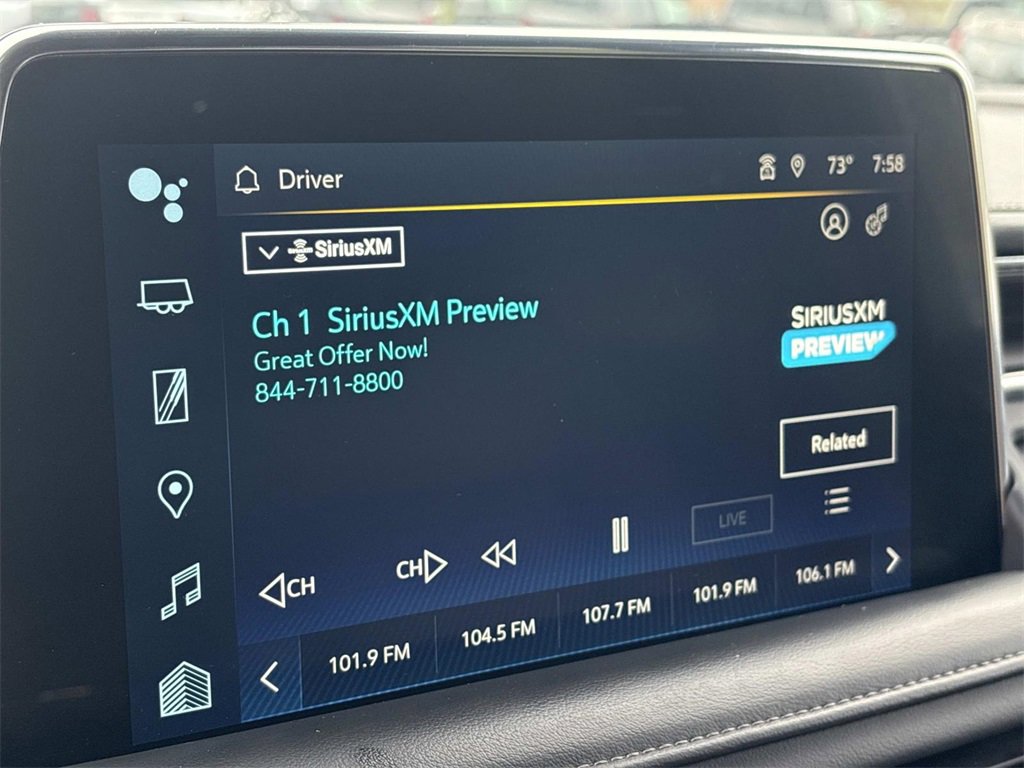 Driver
73° 7:58
SiriusXM
Ch 1 SiriusXM Preview
Great Offer Now!
844-711-8800
SIRIUSXM
PREVIEW
Related
LIVE
CH
CH
101.9 FM
104.5 FM
107.7 FM
101.9 FM
106.1 FM